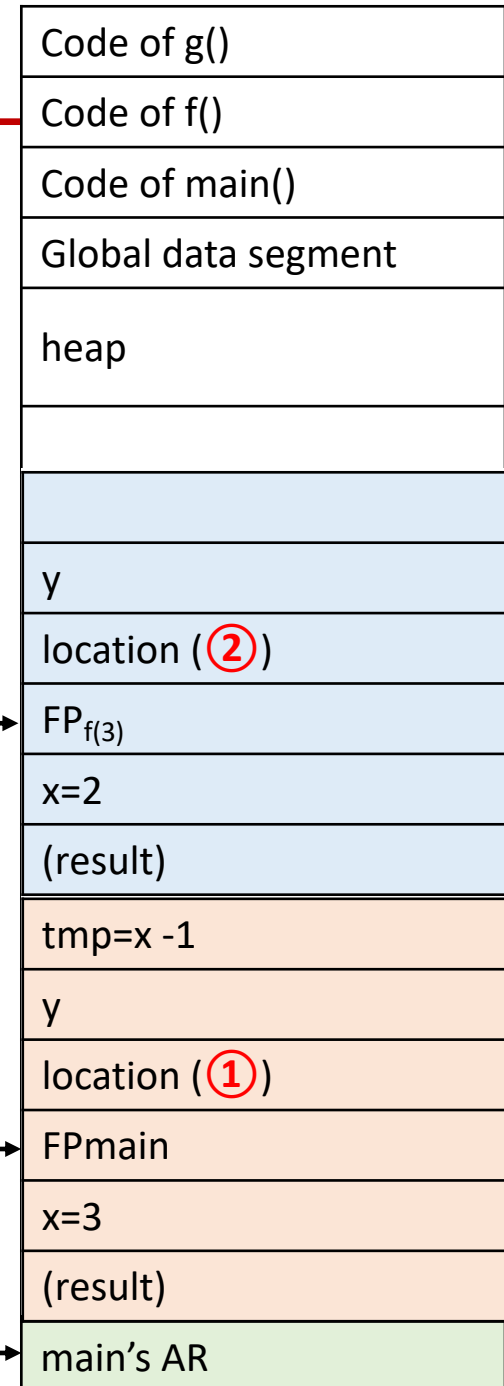 Code of g()
Code of f()
Code of main()
Global data segment
heap
y
location (②)
FPf(3)
x=2
(result)
tmp=x -1
y
location (①)
FPmain
x=3
(result)
main’s AR